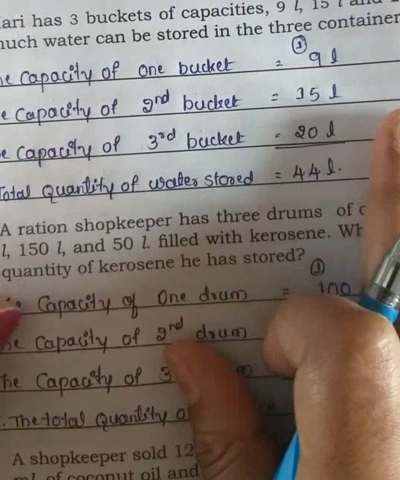 ari has 3 buckets of capacities, 9 l, 15 l and
much water can be stored in the three container
1
e Capacity of one bucket = 9 l
e Capacity of 2nd bucket = 15 l
e Capacity of 3rd bucket = 20 l
Total Quantity of water stored = 44 l.
A ration shopkeeper has three drums of
l, 150 l, and 50 l. filled with kerosene.
quantity of kerosene he has stored?
1
Capacity of One drum = 100
he Capacity of 2nd drum
The Capacity of 3
The total Quantity
A shopkeeper sold 12
ml. of coconut oil and